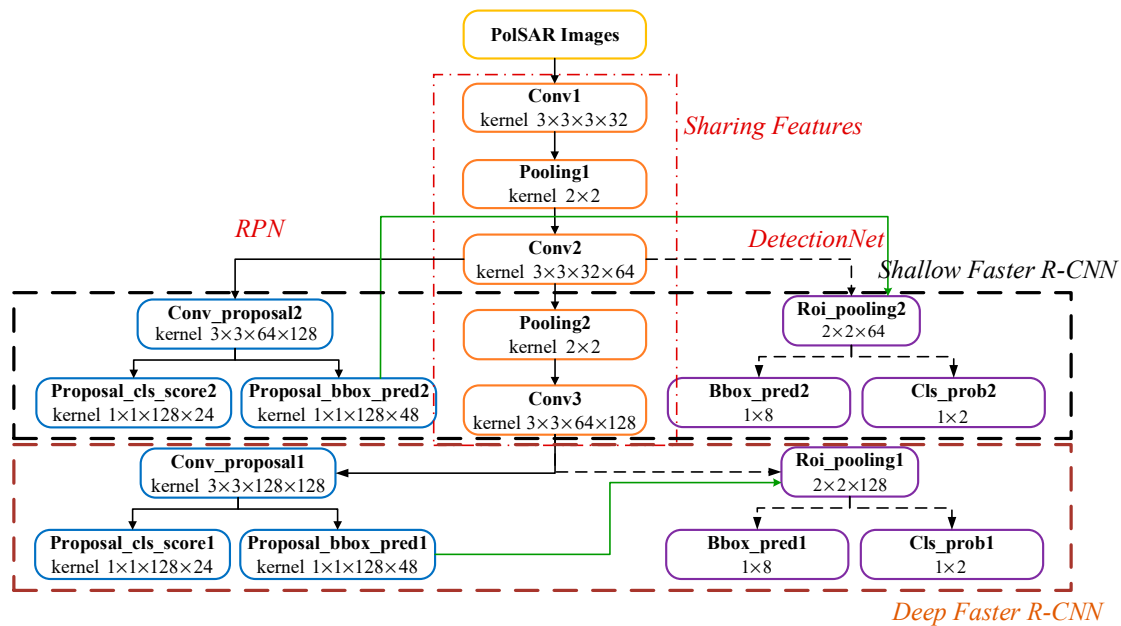 PolSAR Images
Conv1
kernel 3×3×3×32
Sharing Features
Pooling1
kernel 2×2
RPN
Conv2
kernel 3×3×32×64
DetectionNet
Shallow Faster R-CNN
Conv_proposal2
kernel 3×3×64×128
Pooling2
kernel 2×2
Roi_pooling2
2×2×64
Proposal_cls_score2
kernel 1×1×128×24
Proposal_bbox_pred2
kernel 1×1×128×48
Conv3
kernel 3×3×64×128
Bbox_pred2
1×8
Cls_prob2
1×2
Conv_proposal1
kernel 3×3×128×128
Roi_pooling1
2×2×128
Proposal_cls_score1
kernel 1×1×128×24
Proposal_bbox_pred1
kernel 1×1×128×48
Bbox_pred1
1×8
Cls_prob1
1×2
Deep Faster R-CNN